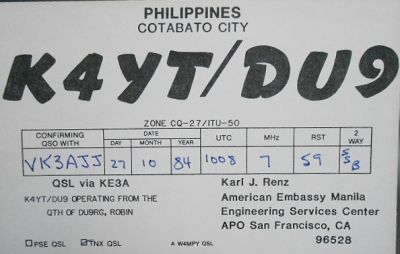 PHILIPPINES
COTABATO CITY
K4YT/DU9
ZONE CQ-27/ITU-50
CONFIRMING QSO WITH DATE DAY MONTH YEAR UTC MHz RST 2 WAY
VK3AJJ 27 10 84 1008 7 59 SSB
QSL via KE3A
K4YT/DU9 OPERATING FROM THE
QTH OF DU9RG, ROBIN
Karl J. Renz
American Embassy Manila
Engineering Services Center
APO San Francisco, CA
96528
PSE QSL TNX QSL A W4MPY QSL